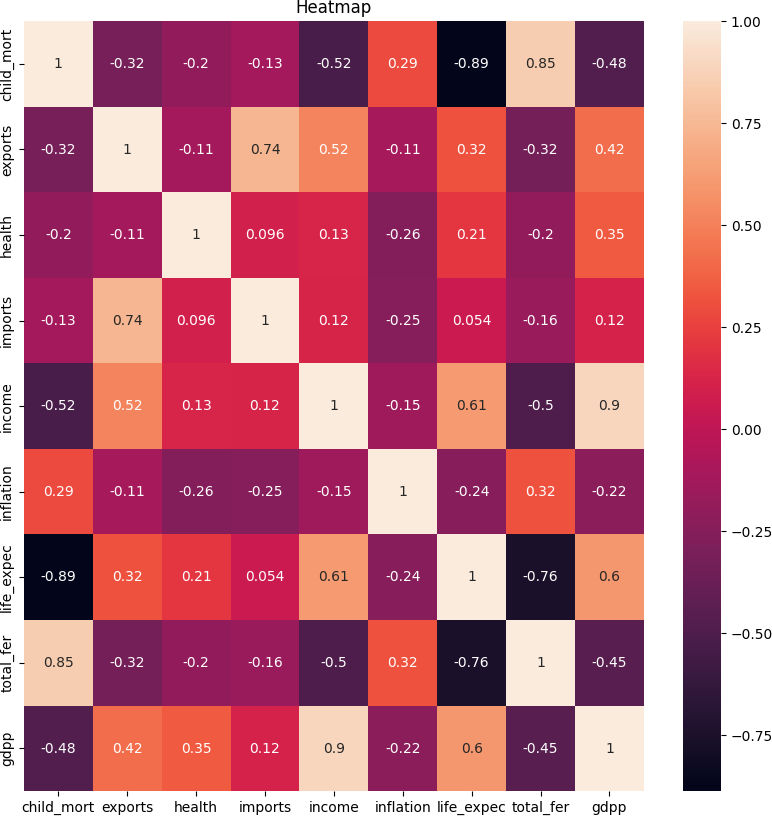 Heatmap
child_mort 1 -0.32 -0.2 -0.13 -0.52 0.29 -0.89 0.85 -0.48
exports -0.32 1 -0.11 0.74 0.52 -0.11 0.32 -0.32 0.42
health -0.2 -0.11 1 0.096 0.13 -0.26 0.21 -0.2 0.35
imports -0.13 0.74 0.096 1 0.12 -0.25 0.054 -0.16 0.12
income -0.52 0.52 0.13 0.12 1 -0.15 0.61 -0.5 0.9
inflation 0.29 -0.11 -0.26 -0.25 -0.15 1 -0.24 0.32 -0.22
life_expec -0.89 0.32 0.21 0.054 0.61 -0.24 1 -0.76 0.6
total_fer 0.85 -0.32 -0.2 -0.16 -0.5 0.32 -0.76 1 -0.45
gdpp -0.48 0.42 0.35 0.12 0.9 -0.22 0.6 -0.45 1
child_mort exports health imports income inflation life_expec total_fer gdpp
1.00
0.75
0.50
0.25
0.00
−0.25
−0.50
−0.75